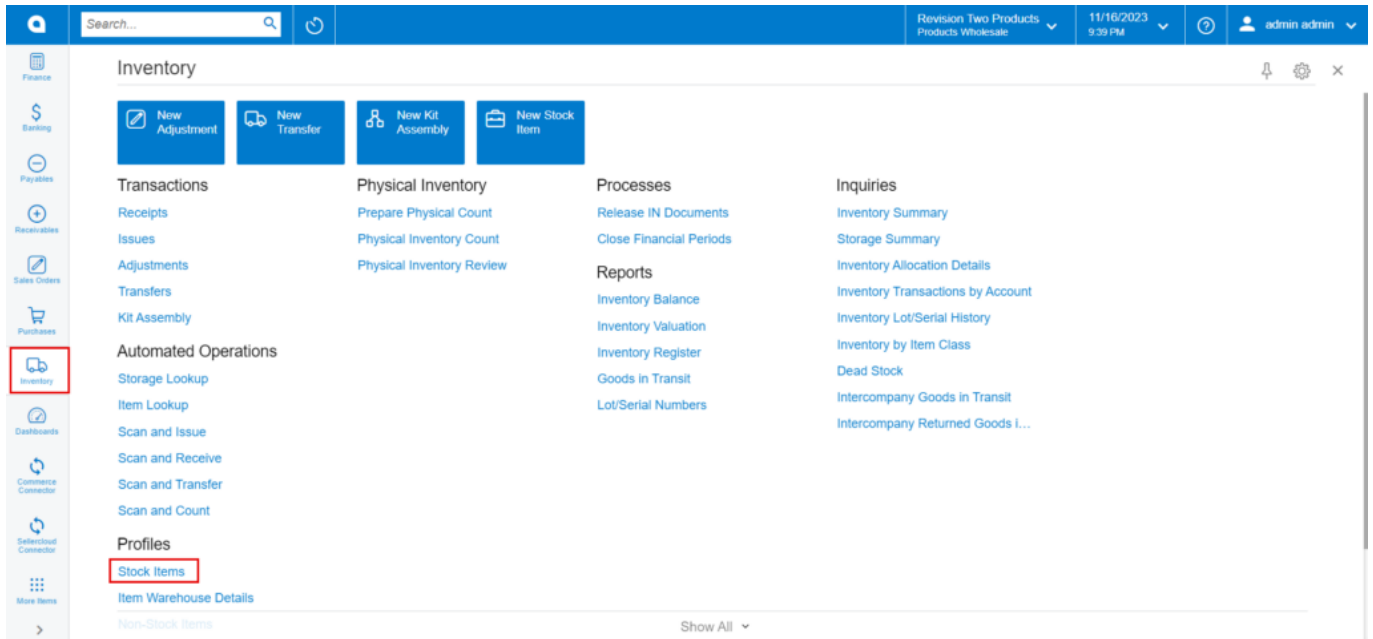 Search...
Revision Two Products
Products Wholesale
11/16/2023
9:39 PM
admin admin
Finance
Banking
Payables
Receivables
Sales Orders
Purchases
Inventory
Dashboards
Commerce
Connector
Sellercloud
Connector
More Items
Inventory
New
Adjustment
New
Transfer
New Kit
Assembly
New Stock
Item
Transactions
Receipts
Issues
Adjustments
Transfers
Kit Assembly
Automated Operations
Storage Lookup
Item Lookup
Scan and Issue
Scan and Receive
Scan and Transfer
Scan and Count
Profiles
Stock Items
Item Warehouse Details
Non-Stock Items
Physical Inventory
Prepare Physical Count
Physical Inventory Count
Physical Inventory Review
Processes
Release IN Documents
Close Financial Periods
Reports
Inventory Balance
Inventory Valuation
Inventory Register
Goods in Transit
Lot/Serial Numbers
Inquiries
Inventory Summary
Storage Summary
Inventory Allocation Details
Inventory Transactions by Account
Inventory Lot/Serial History
Inventory by Item Class
Dead Stock
Intercompany Goods in Transit
Intercompany Returned Goods i...
Show All